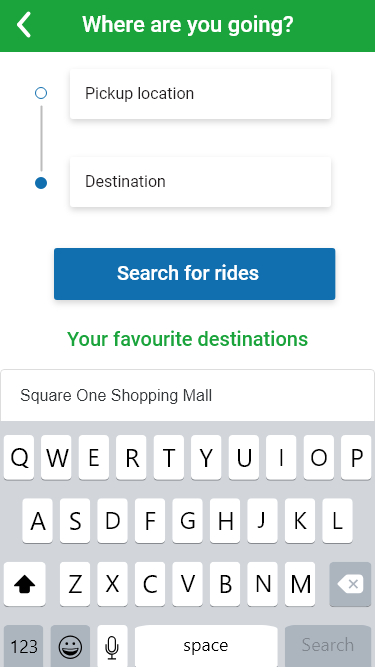 Where are you going?
Pickup location
Destination
Search for rides
Your favourite destinations
Square One Shopping Mall
Q W E R T Y U I O P
A S D F G H J K L
Z X C V B N M
123 space Search